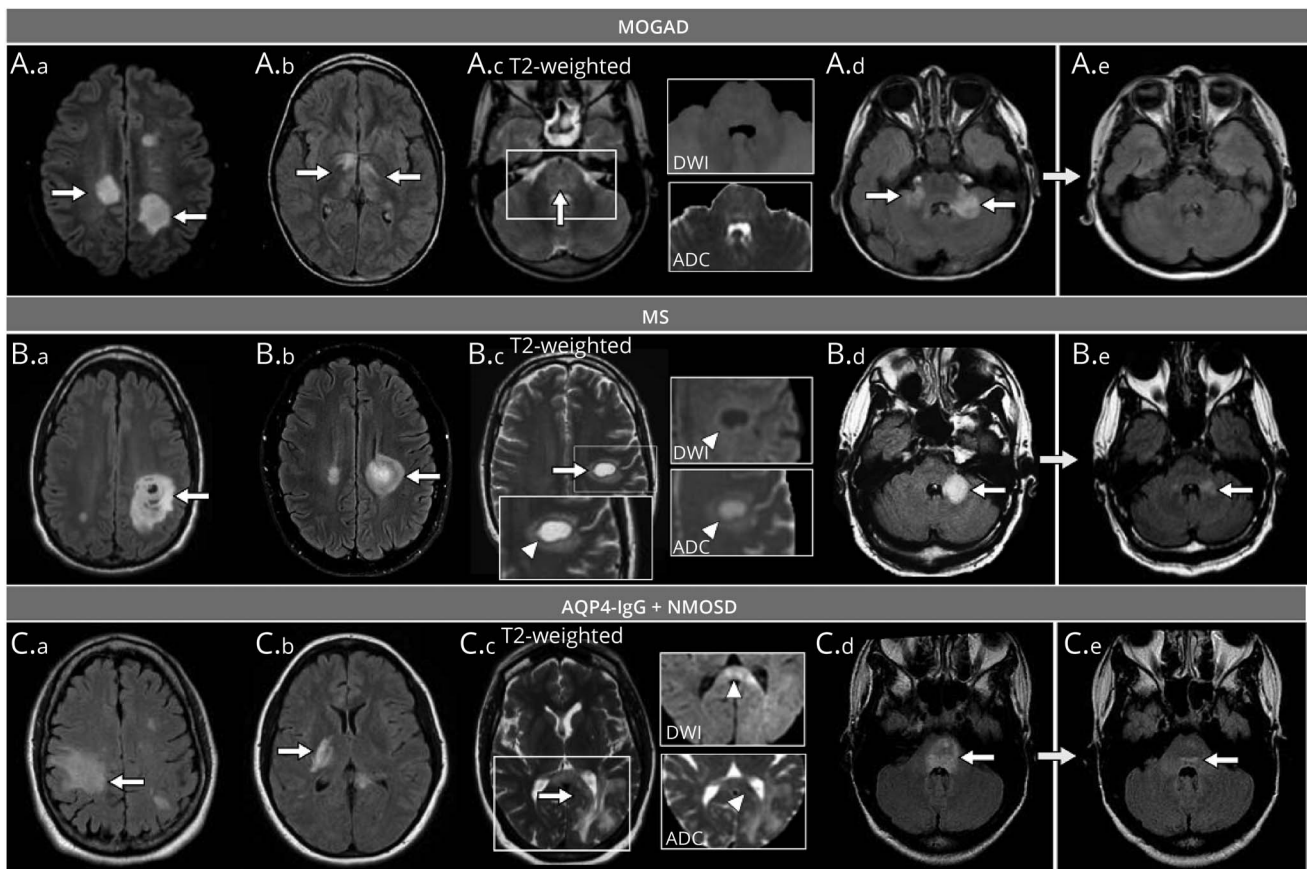 MOGAD
A.a
A.b
A.c T2-weighted
DWI
ADC
A.d
A.e
MS
B.a
B.b
B.c T2-weighted
DWI
ADC
B.d
B.e
AQP4-IgG + NMOSD
C.a
C.b
C.c T2-weighted
DWI
ADC
C.d
C.e